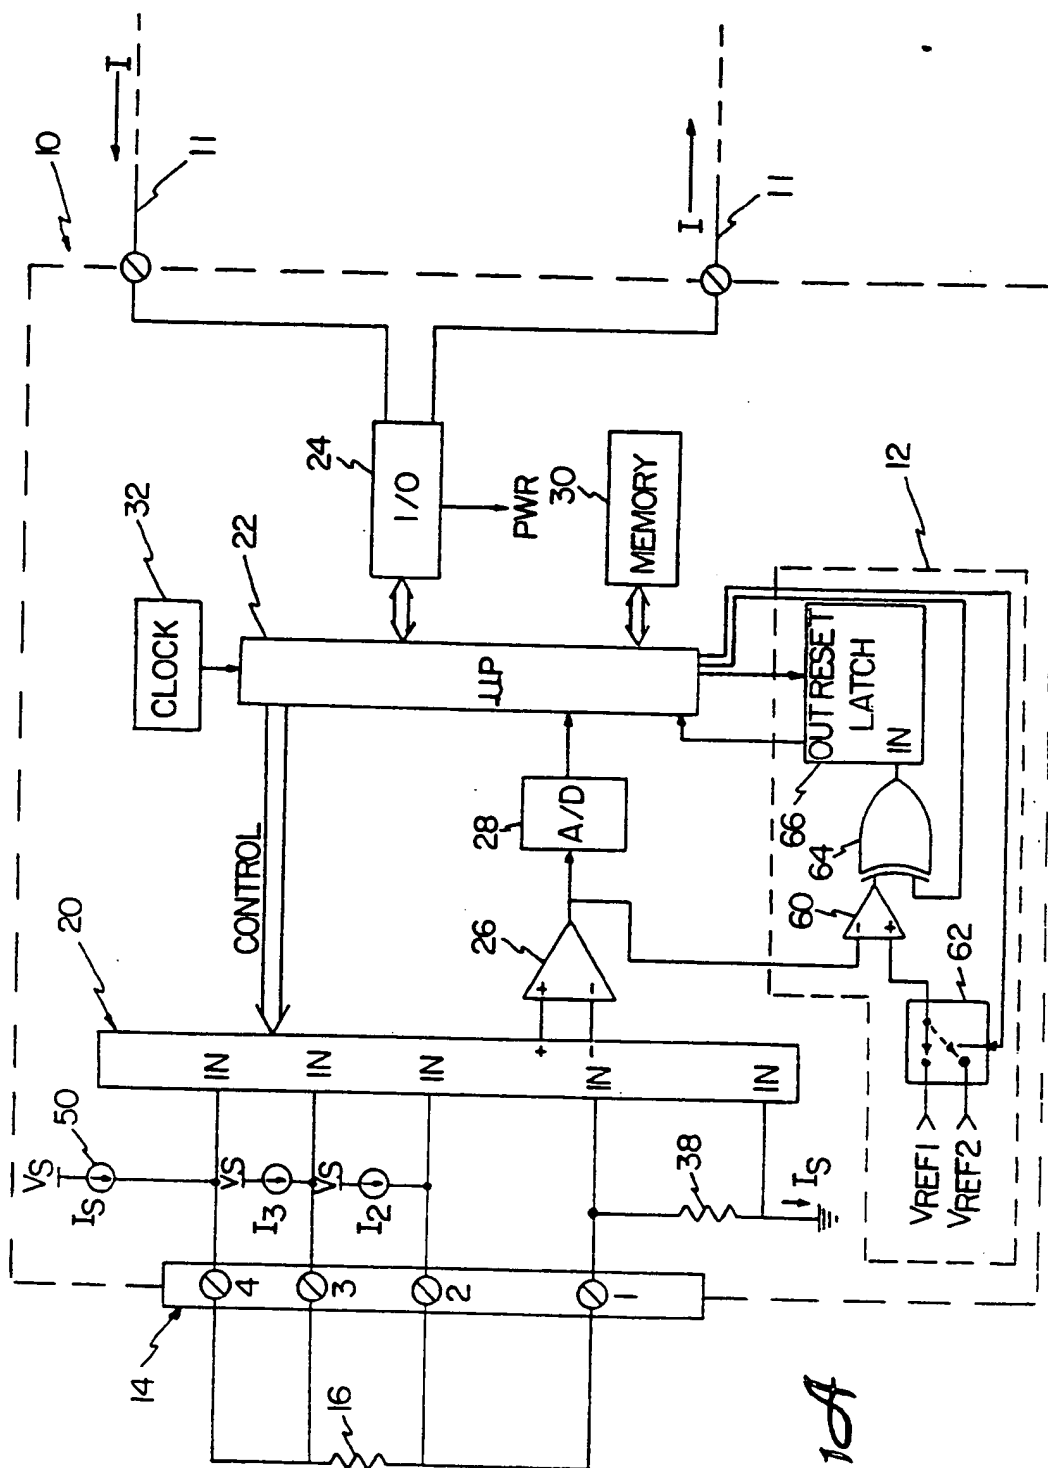 10
I
11
I
11
32
CLOCK
22
24
I/O
PWR
30
MEMORY
12
CONTROL
20
µP
28
A/D
26
+
-
OUT RESET
LATCH
IN
66
64
60
-
+
62
VREF1
VREF2
IN
IN
IN
IN
IN
+
-
50
VS
IS
VS
I3
VS
I2
38
IS
14
4
3
2
1
16
1A